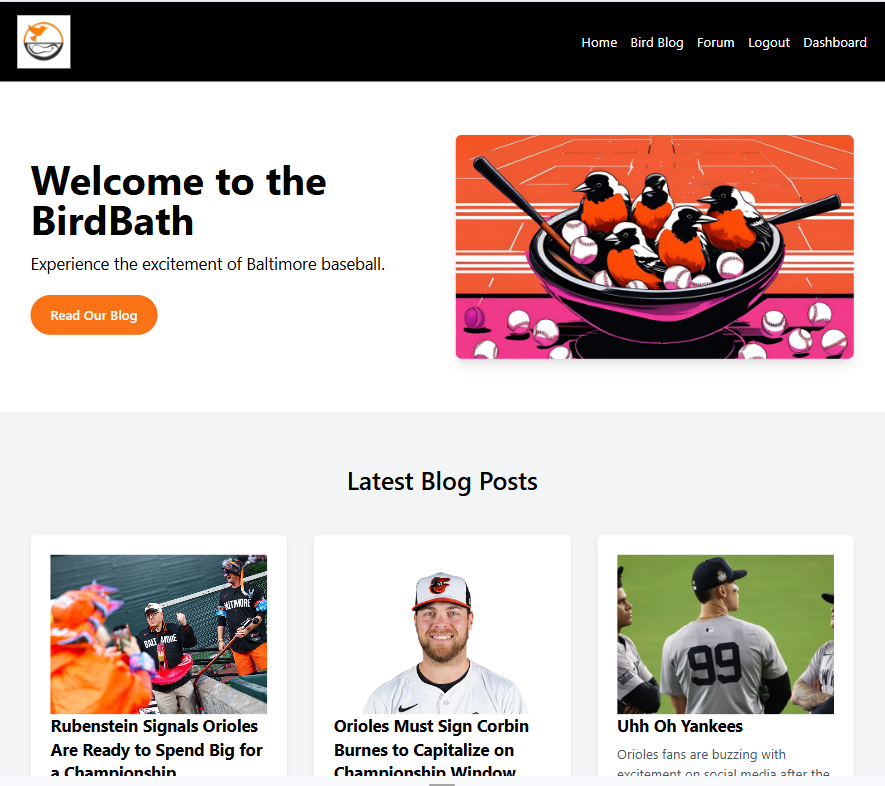 Home Bird Blog Forum Logout Dashboard
Welcome to the
BirdBath
Experience the excitement of Baltimore baseball.
Read Our Blog
Latest Blog Posts
BALTIMORE
99
Rubenstein Signals Orioles
Are Ready to Spend Big for
a Championship
Orioles Must Sign Corbin
Burnes to Capitalize on
Championship Window
Uhh Oh Yankees
Orioles fans are buzzing with
excitement on social media after the